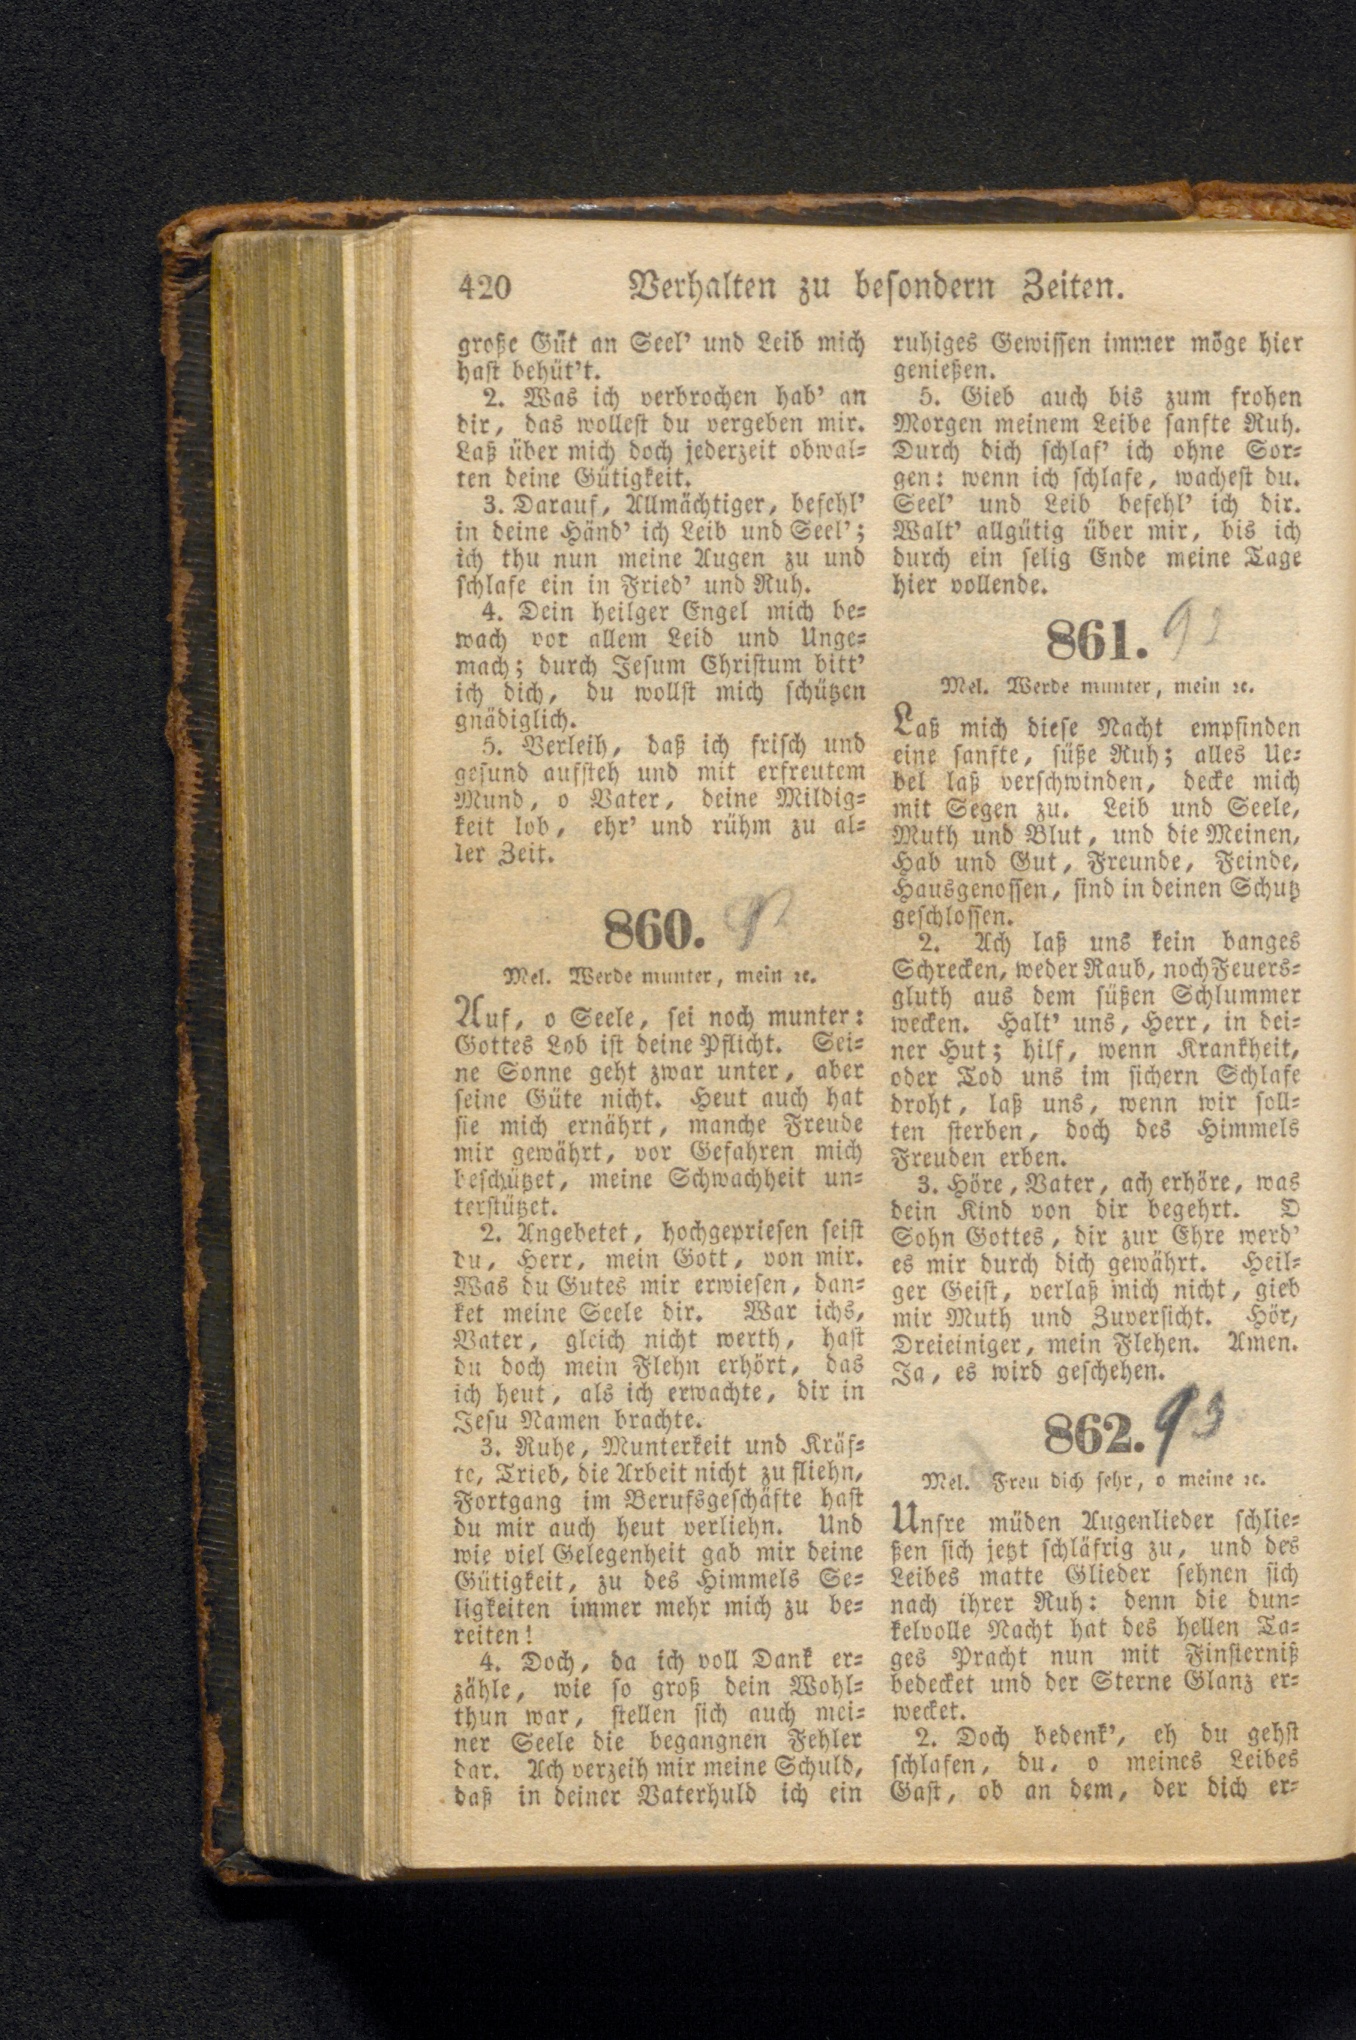 420 Verhalten zu besondern Zeiten.
große Güt an Seel' und Leib mich
hast behüt't.
2. Was ich verbrochen hab' an
dir, das wollest du vergeben mir.
Laß über mich doch jederzeit obwal-
ten deine Gütigkeit.
3. Darauf, Allmächtiger, befehl'
in deine Händ' ich Leib und Seel';
ich thu nun meine Augen zu und
schlafe ein in Fried' und Ruh.
4. Dein heilger Engel mich be-
wach vor allem Leid und Unge-
mach; durch Jesum Christum bitt'
ich dich, du wollst mich schützen
gnädiglich.
5. Verleih, daß ich frisch und
gesund aufsteh und mit erfreutem
Mund, o Vater, deine Mildig-
keit lob, ehr' und rühm zu al-
ler Zeit.
860. 92
Mel. Werde munter, mein ꝛc.
Auf, o Seele, sei noch munter:
Gottes Lob ist deine Pflicht. Sei-
ne Sonne geht zwar unter, aber
seine Güte nicht. Heut auch hat
sie mich ernährt, manche Freude
mir gewährt, vor Gefahren mich
beschützet, meine Schwachheit un-
terstützet.
2. Angebetet, hochgepriesen seist
du, Herr, mein Gott, von mir.
Was du Gutes mir erwiesen, dan-
ket meine Seele dir. War ichs,
Vater, gleich nicht werth, hast
du doch mein Flehn erhört, das
ich heut, als ich erwachte, dir in
Jesu Namen brachte.
3. Ruhe, Munterkeit und Kräf-
te, Trieb, die Arbeit nicht zu fliehn,
Fortgang im Berufsgeschäfte hast
du mir auch heut verliehn. Und
wie viel Gelegenheit gab mir deine
Gütigkeit, zu des Himmels Se-
ligkeiten immer mehr mich zu be-
reiten!
4. Doch, da ich voll Dank er-
zähle, wie so groß dein Wohl-
thun war, stellen sich auch mei-
ner Seele die begangnen Fehler
dar. Ach verzeih mir meine Schuld,
daß in deiner Vaterhuld ich ein
ruhiges Gewissen immer möge hier
genießen.
5. Gieb auch bis zum frohen
Morgen meinem Leibe sanfte Ruh.
Durch dich schlaf' ich ohne Sor-
gen: wenn ich schlafe, wachest du.
Seel' und Leib befehl' ich dir.
Walt' allgütig über mir, bis ich
durch ein selig Ende meine Tage
hier vollende.
861. 93
Mel. Werde munter, mein ꝛc.
Laß mich diese Nacht empfinden
eine sanfte, süße Ruh; alles Ue-
bel laß verschwinden, decke mich
mit Segen zu. Leib und Seele,
Muth und Blut, und die Meinen,
Hab und Gut, Freunde, Feinde,
Hausgenossen, sind in deinen Schutz
geschlossen.
2. Ach laß uns kein banges
Schrecken, weder Raub, noch Feuers-
gluth aus dem süßen Schlummer
wecken. Halt' uns, Herr, in dei-
ner Hut; hilf, wenn Krankheit,
oder Tod uns im sichern Schlafe
droht, laß uns, wenn wir soll-
ten sterben, doch des Himmels
Freuden erben.
3. Höre, Vater, ach erhöre, was
dein Kind von dir begehrt. O
Sohn Gottes, dir zur Ehre werd'
es mir durch dich gewährt. Heil-
ger Geist, verlaß mich nicht, gieb
mir Muth und Zuversicht. Hör,
Dreieiniger, mein Flehen. Amen.
Ja, es wird geschehen.
862. 93
Mel. Freu dich sehr, o meine ꝛc.
Unsre müden Augenlieder schlie-
ßen sich jetzt schläfrig zu, und des
Leibes matte Glieder sehnen sich
nach ihrer Ruh: denn die dun-
kelvolle Nacht hat des hellen Ta-
ges Pracht nun mit Finsterniß
bedecket und der Sterne Glanz er-
wecket.
2. Doch bedenk', eh du gehst
schlafen, du, o meines Leibes
Gast, ob an dem, der dich er-